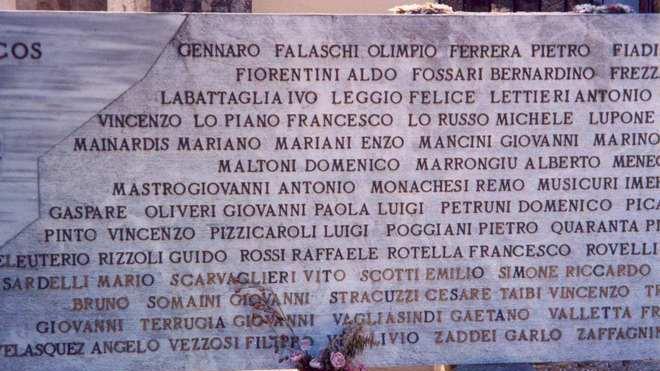 COS
GENNARO FALASCHI OLIMPIO FERRERA PIETRO FIADI
FIORENTINI ALDO FOSSARI BERNARDINO FREZZ
LABATTAGLIA IVO LEGGIO FELICE LETTIERI ANTONIO
VINCENZO LO PIANO FRANCESCO LO RUSSO MICHELE LUPONE
MAINARDIS MARIANO MARIANI ENZO MANCINI GIOVANNI MARINO
MALTONI DOMENICO MARRONGIU ALBERTO MENEG
MASTROGIOVANNI ANTONIO MONACHESI REMO MUSICURI IMER
GASPARE OLIVERI GIOVANNI PAOLA LUIGI PETRUNI DOMENICO PICA
PINTO VINCENZO PIZZICAROLI LUIGI POGGIANI PIETRO QUARANTA P
ELEUTERIO RIZZOLI GUIDO ROSSI RAFFAELE ROTELLA FRANCESCO ROVELLI
SARDELLI MARIO SCARVAGLIERI VITO SCOTTI EMILIO SIMONE RICCARDO
BRUNO SOMAINI GIOVANNI STRACUZZI CESARE TAIBI VINCENZO
GIOVANNI TERRUGIA GIOVANNI VAGLIASINDI GAETANO VALLETTA FR
VELASQUEZ ANGELO VEZZOSI FILIPPO LIVIO ZADDEI CARLO ZAFFAGNIN